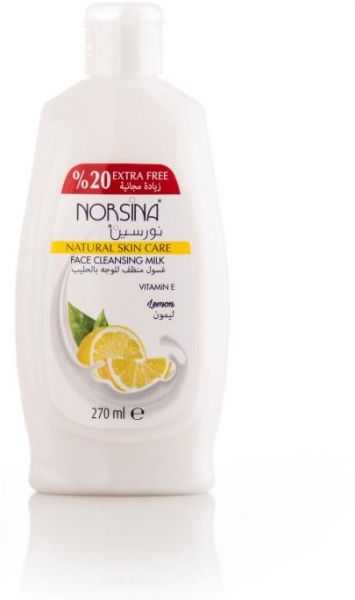 %20 EXTRA FREE
زيادة مجانية
NORSINA®
نورسين®
NATURAL SKIN CARE
FACE CLEANSING MILK
غسول منظف للوجه بالحليب
VITAMIN E
Lemon
ليمون
270 ml ℮